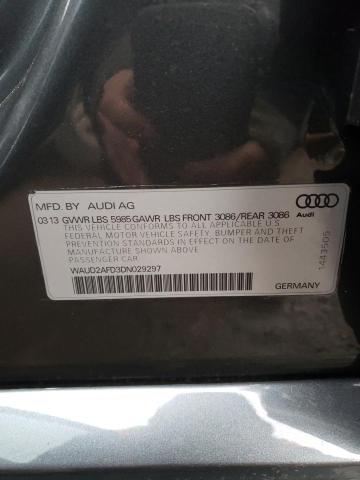 MFD. BY AUDI AG
03 13 GVWR LBS 5985 GAWR LBS FRONT 3086/REAR 3086
Audi
THIS VEHICLE CONFORMS TO ALL APPLICABLE U.S.
FEDERAL MOTOR VEHICLE SAFETY, BUMPER AND THEFT
PREVENTION STANDARDS IN EFFECT ON THE DATE OF
MANUFACTURE SHOWN ABOVE
PASSENGER CAR
WAUD2AFD3DN029297
1443505
GERMANY